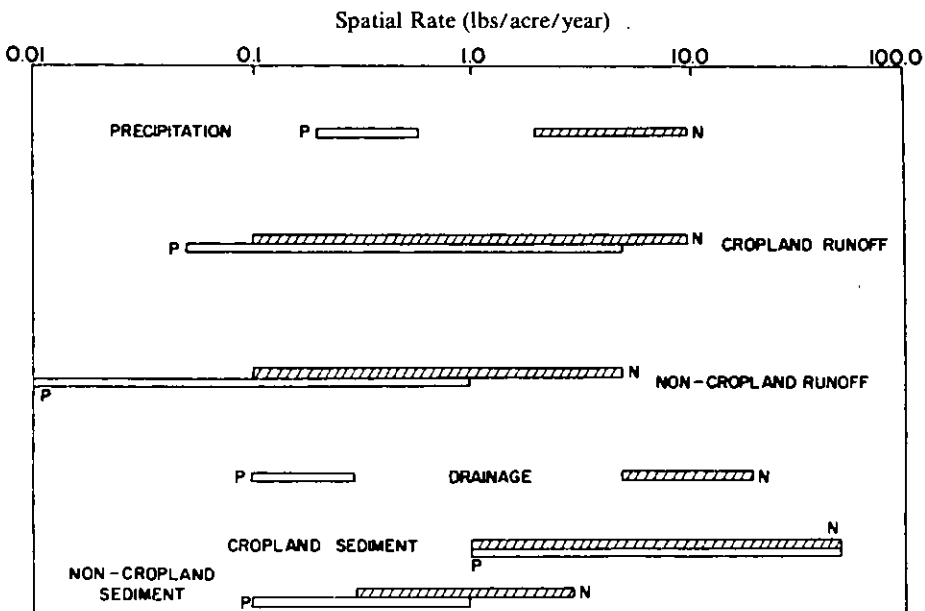 Spatial Rate (lbs/acre/year)
0.01 0.1 1.0 10.0 100.0
PRECIPITATION P N
P N CROPLAND RUNOFF
P N NON-CROPLAND RUNOFF
P DRAINAGE N
CROPLAND SEDIMENT P N
NON-CROPLAND
SEDIMENT P N